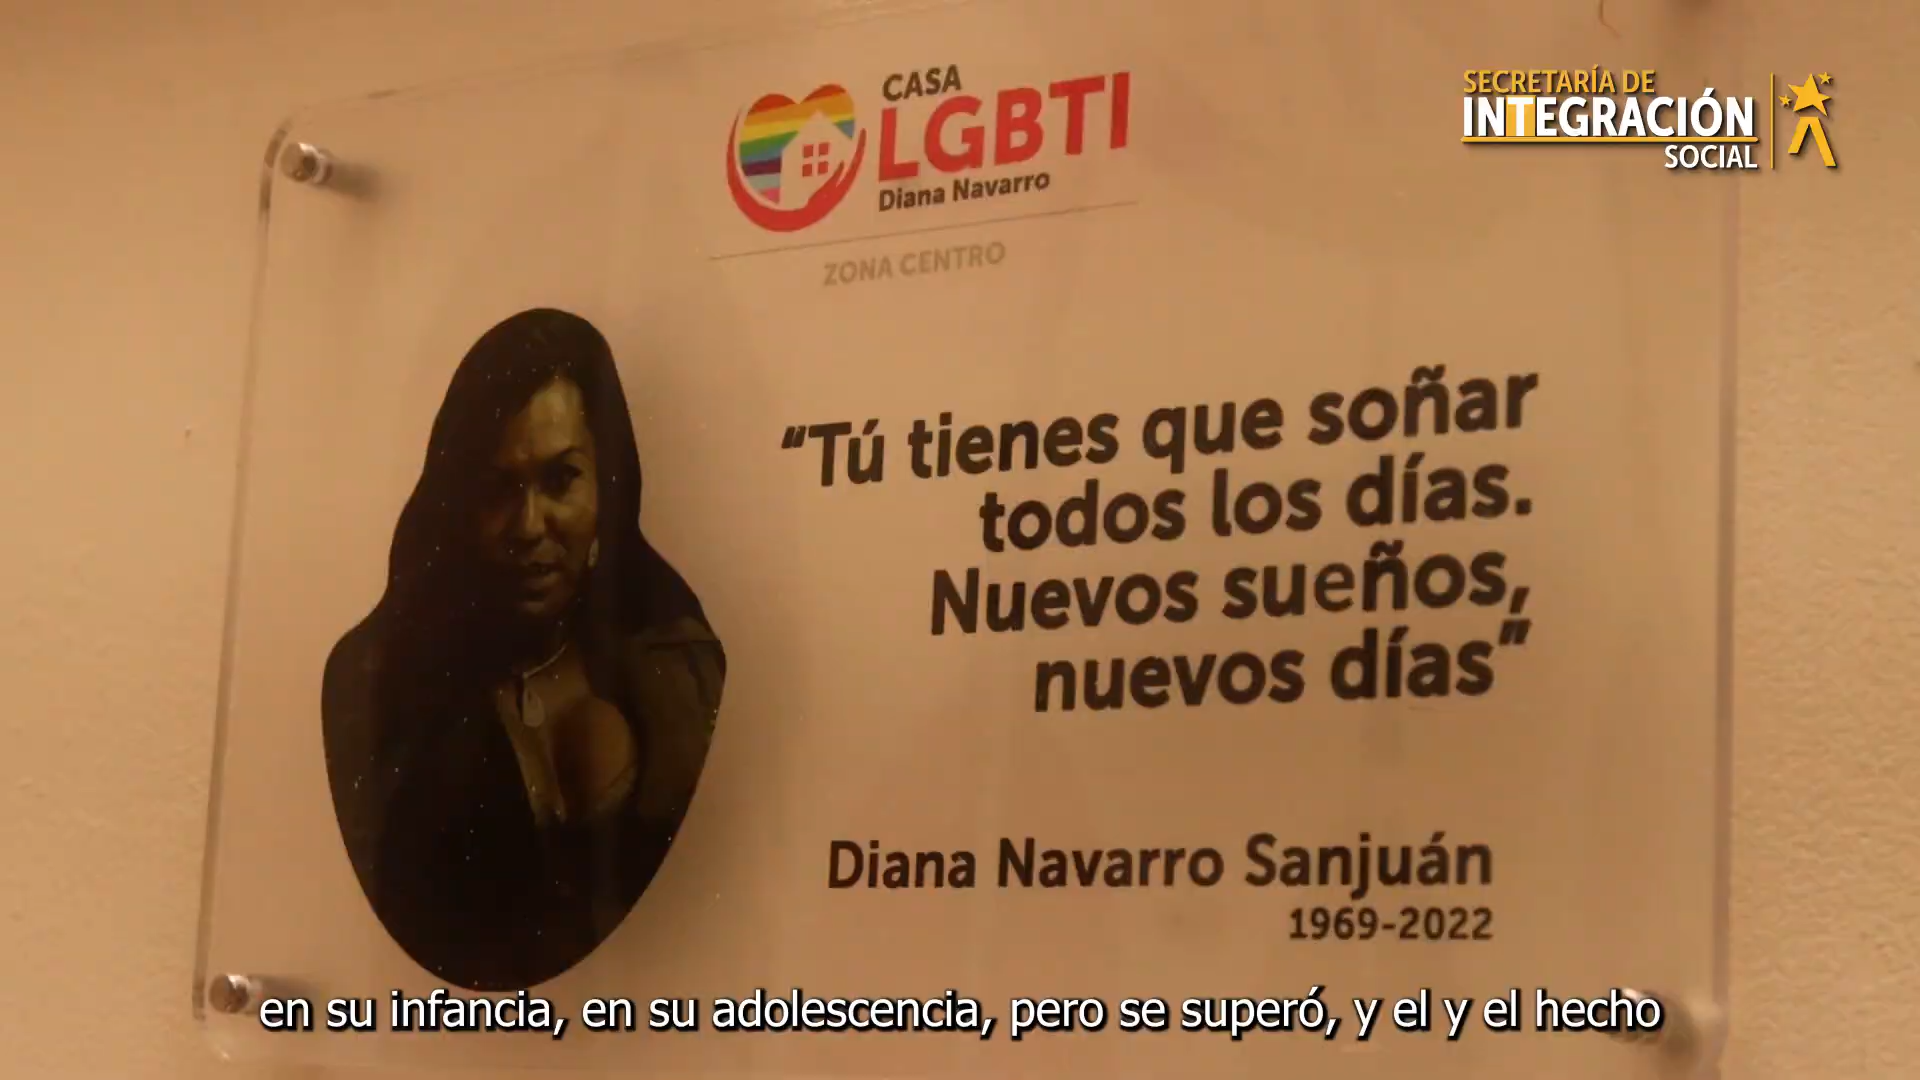 SECRETARÍA DE
INTEGRACIÓN
SOCIAL
CASA
LGBTI
Diana Navarro
ZONA CENTRO
“Tú tienes que soñar
todos los días.
Nuevos sueños,
nuevos días”
Diana Navarro Sanjuán
1969-2022
en su infancia, en su adolescencia, pero se superó, y el y el hecho